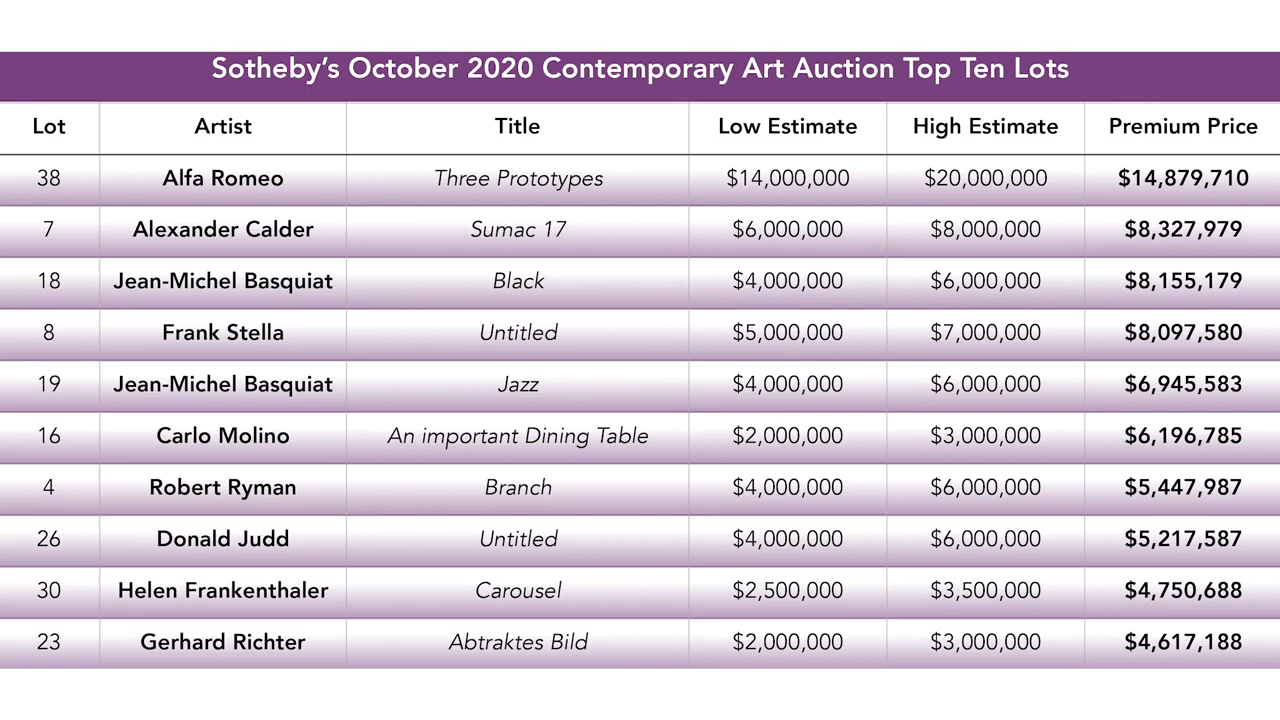 Sotheby’s October 2020 Contemporary Art Auction Top Ten Lots
Lot Artist Title Low Estimate High Estimate Premium Price
38 Alfa Romeo Three Prototypes $14,000,000 $20,000,000 $14,879,710
7 Alexander Calder Sumac 17 $6,000,000 $8,000,000 $8,327,979
18 Jean-Michel Basquiat Black $4,000,000 $6,000,000 $8,155,179
8 Frank Stella Untitled $5,000,000 $7,000,000 $8,097,580
19 Jean-Michel Basquiat Jazz $4,000,000 $6,000,000 $6,945,583
16 Carlo Molino An important Dining Table $2,000,000 $3,000,000 $6,196,785
4 Robert Ryman Branch $4,000,000 $6,000,000 $5,447,987
26 Donald Judd Untitled $4,000,000 $6,000,000 $5,217,587
30 Helen Frankenthaler Carousel $2,500,000 $3,500,000 $4,750,688
23 Gerhard Richter Abtraktes Bild $2,000,000 $3,000,000 $4,617,188